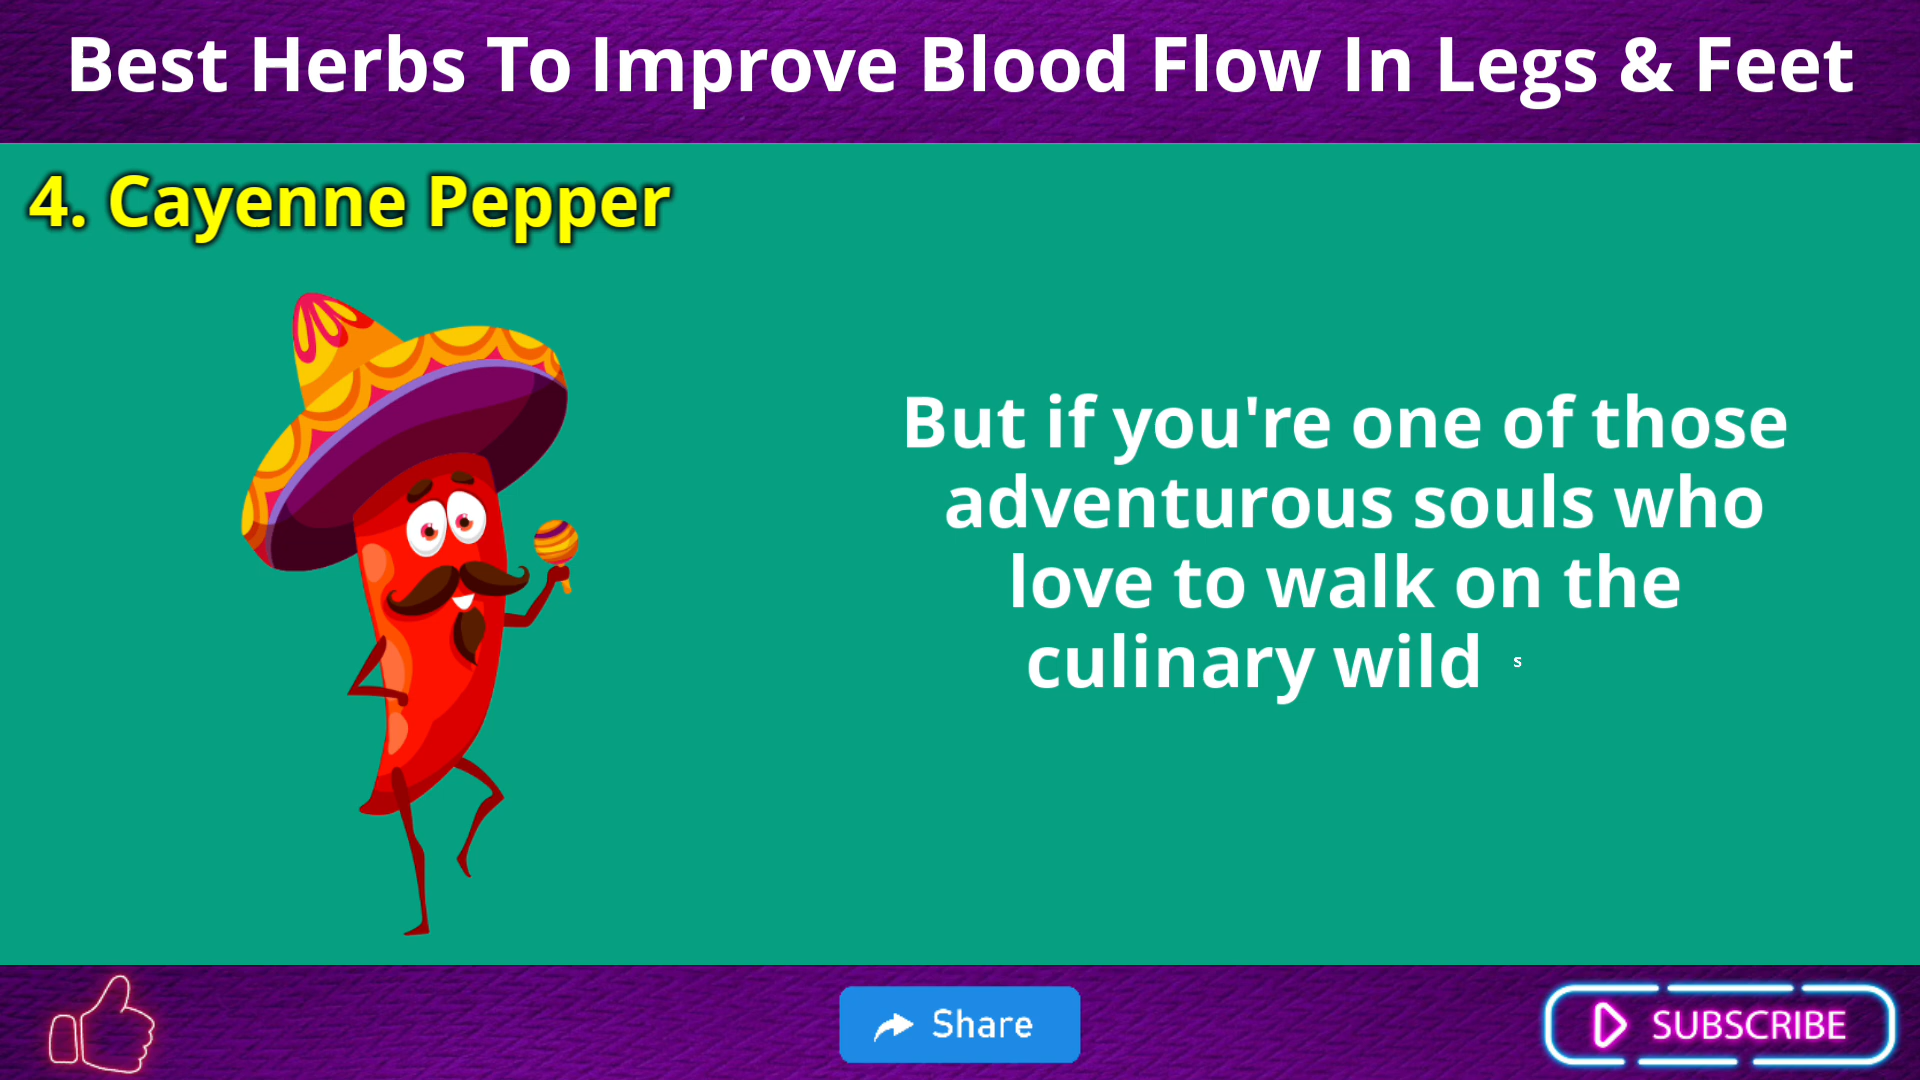 Best Herbs To Improve Blood Flow In Legs & Feet
4. Cayenne Pepper
But if you're one of those
adventurous souls who
love to walk on the
culinary wild s
Share
SUBSCRIBE